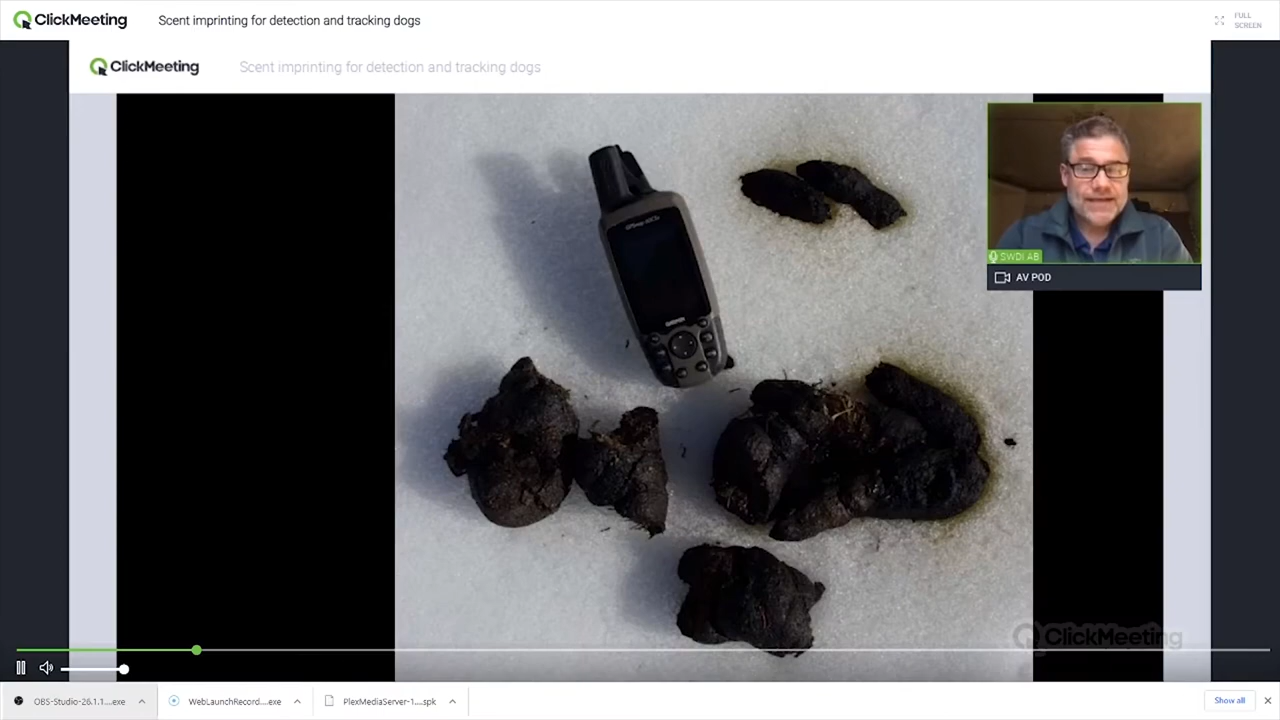 ClickMeeting Scent imprinting for detection and tracking dogs
FULL
SCREEN
ClickMeeting Scent imprinting for detection and tracking dogs
GARMIN
SWDI AB
AV POD
ClickMeeting
OBS-Studio-26.1.1....exe
WebLaunchRecord....exe
PlexMediaServer-1....spk
Show all